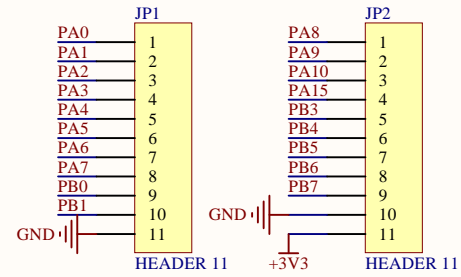 JP1
PA0 1
PA1 2
PA2 3
PA3 4
PA4 5
PA5 6
PA6 7
PA7 8
PB0 9
PB1 10
GND 11
HEADER 11
JP2
PA8 1
PA9 2
PA10 3
PA15 4
PB3 5
PB4 6
PB5 7
PB6 8
PB7 9
GND 10
11
+3V3
HEADER 11